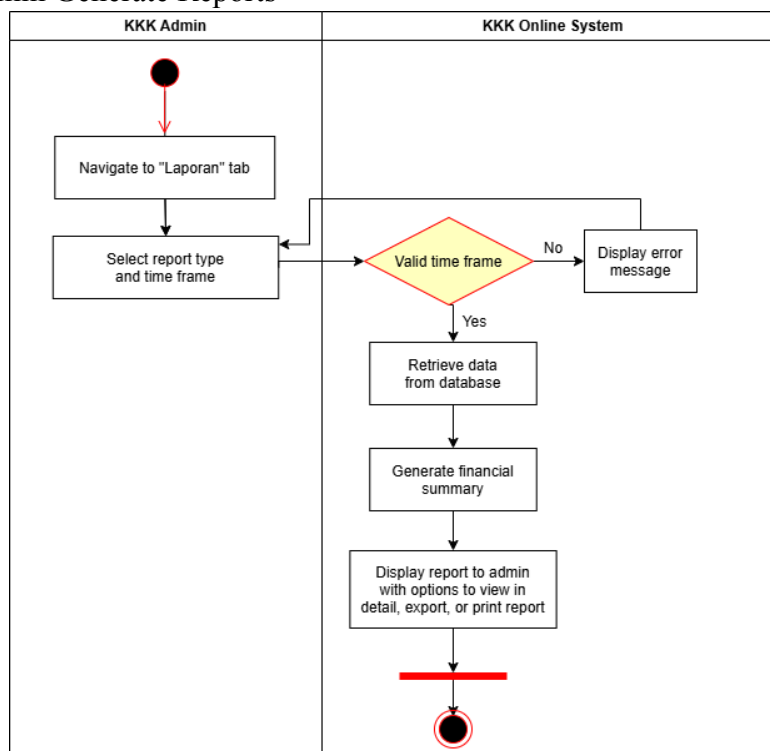 Generate Reports
KKK Admin
KKK Online System
Navigate to "Laporan" tab
Select report type
and time frame
Valid time frame
No
Display error
message
Yes
Retrieve data
from database
Generate financial
summary
Display report to admin
with options to view in
detail, export, or print report